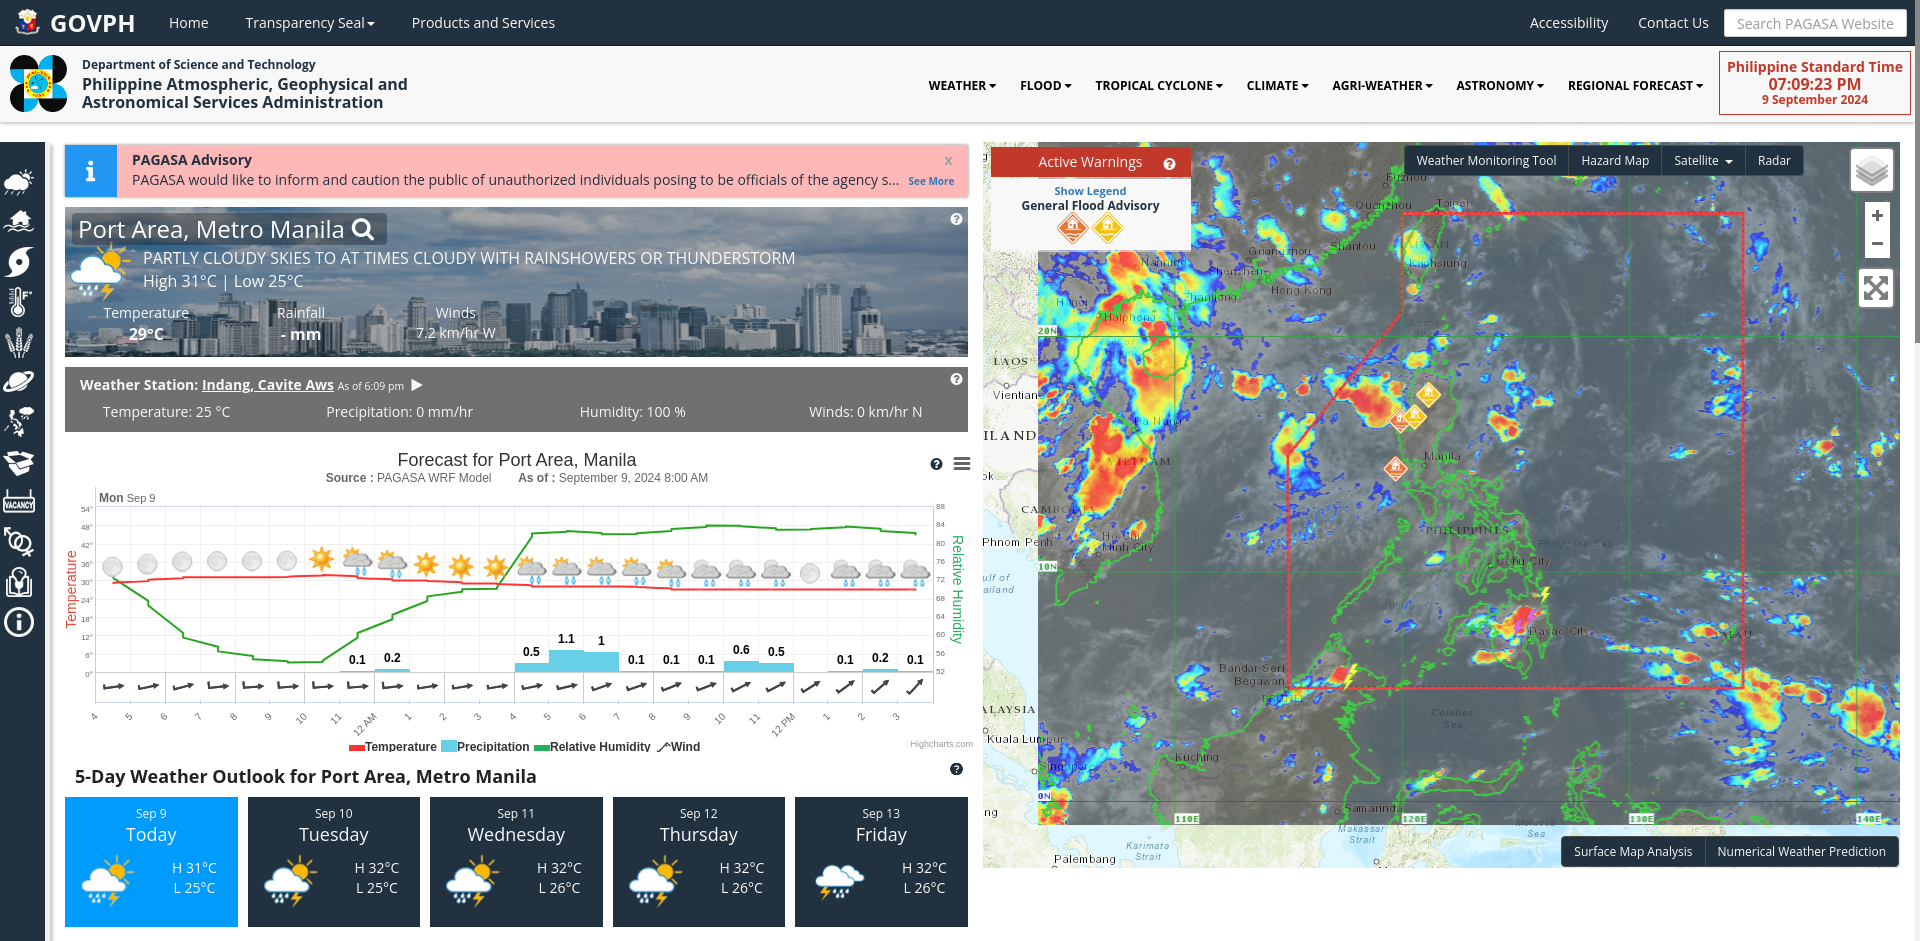 GOVPH
Home
Transparency Seal
Products and Services
Accessibility
Contact Us
Search PAGASA Website
Department of Science and Technology
Philippine Atmospheric, Geophysical and
Astronomical Services Administration
WEATHER
FLOOD
TROPICAL CYCLONE
CLIMATE
AGRI-WEATHER
ASTRONOMY
REGIONAL FORECAST
Philippine Standard Time
07:09:23 PM
9 September 2024
VACANCY
PAGASA Advisory
x
PAGASA would like to inform and caution the public of unauthorized individuals posing to be officials of the agency s... See More
Port Area, Metro Manila
PARTLY CLOUDY SKIES TO AT TIMES CLOUDY WITH RAINSHOWERS OR THUNDERSTORM
High 31°C | Low 25°C
Temperature
29°C
Rainfall
- mm
Winds
7.2 km/hr W
Weather Station: Indang, Cavite Aws As of 6:09 pm
Temperature: 25 °C
Precipitation: 0 mm/hr
Humidity: 100 %
Winds: 0 km/hr N
Forecast for Port Area, Manila
Source : PAGASA WRF Model As of : September 9, 2024 8:00 AM
Mon Sep 9
Temperature
54°
48°
42°
36°
30°
24°
18°
12°
6°
0°
Relative Humidity
88
84
80
76
72
68
64
60
56
52
0.1
0.2
0.5
1.1
1
0.1
0.1
0.1
0.6
0.5
0.1
0.2
0.1
4
5
6
7
8
9
10
11
12 AM
1
2
3
4
5
6
7
8
9
10
11
12 PM
1
2
3
Temperature
Precipitation
Relative Humidity
Wind
Highcharts.com
5-Day Weather Outlook for Port Area, Metro Manila
Sep 9
Today
H 31°C
L 25°C
Sep 10
Tuesday
H 32°C
L 25°C
Sep 11
Wednesday
H 32°C
L 26°C
Sep 12
Thursday
H 32°C
L 26°C
Sep 13
Friday
H 32°C
L 26°C
Active Warnings
Show Legend
General Flood Advisory
Weather Monitoring Tool
Hazard Map
Satellite
Radar
+
−
Fuzhou
Quanzhou
Taipei
Guangzhou
Shantou
TAIWAN
Nanning
Shenzhen
Kaohsiung
Hong Kong
Zhanjiang
Hanoi
Haiphong
20N
LAOS
Vientian
Da Nang
ILAND
VIETNAM
Manila
ok
CAMBODIA
PHILIPPINES
Phnom Penh
Ho Chi
Minh City
Philippine Sea
Cebu City
10N
ulf of
ailand
Sulu Sea
Davao City
PALAU
Bandar Seri
Begawan
BRUNEI
ALAYSIA
Celebes
Sea
Kuala Lumpur
Kuching
Singapore
0N
Samarinda
ng
110E
120E
130E
140E
Makassar
Strait
Molucca
Sea
Karimata
Strait
Palembang
Surface Map Analysis
Numerical Weather Prediction